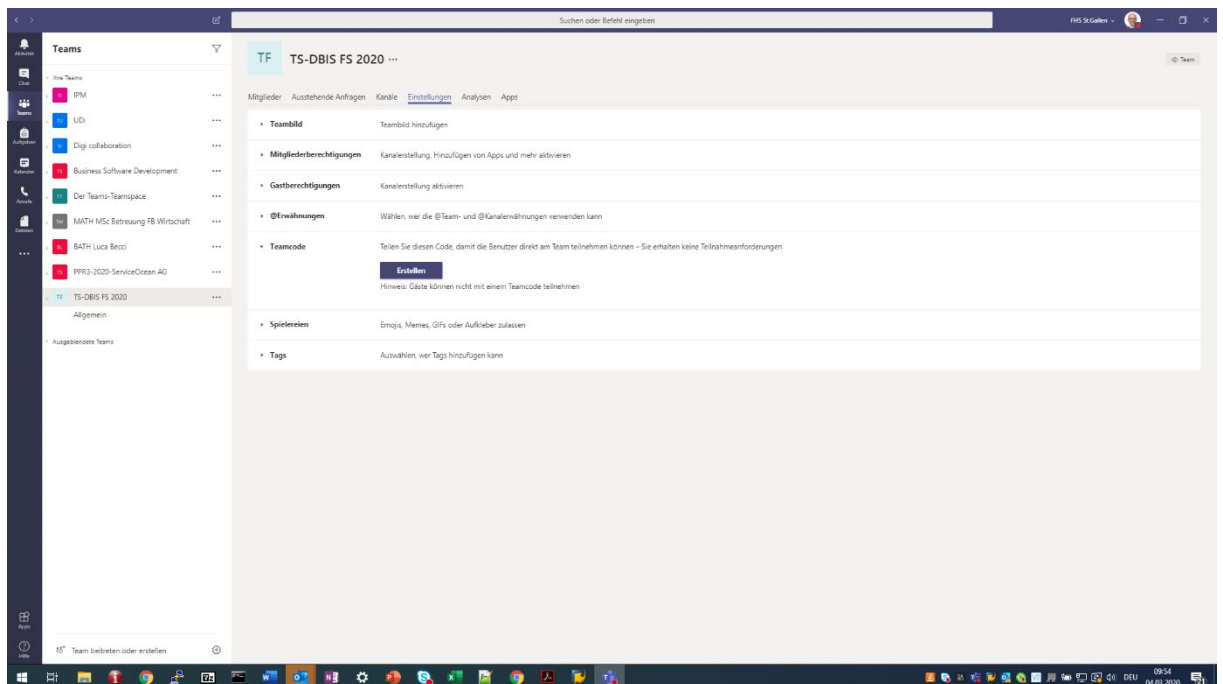 Suchen oder Befehl eingeben
FHS St.Gallen
Aktivität
Chat
Teams
Aufgaben
Kalender
Anrufe
Dateien
Apps
Hilfe
Teams
Ihre Teams
IPM
UDi
Digi collaboration
Business Software Development
Der Teams-Teamspace
MATH MSc Betreuung FB Wirtschaft
BATH Luca Becci
PPR3-2020-ServiceOcean AG
TF TS-DBIS FS 2020
Allgemein
Ausgeblendete Teams
Team beitreten oder erstellen
TF TS-DBIS FS 2020 ···
Team
Mitglieder Ausstehende Anfragen Kanäle Einstellungen Analysen Apps
Teambild Teambild hinzufügen
Mitgliederberechtigungen Kanalerstellung, Hinzufügen von Apps und mehr aktivieren
Gastberechtigungen Kanalerstellung aktivieren
@Erwähnungen Wählen, wer die @Team- und @Kanalerwähnungen verwenden kann
Teamcode Teilen Sie diesen Code, damit die Benutzer direkt am Team teilnehmen können – Sie erhalten keine Teilnahmeanforderungen
Erstellen
Hinweis: Gäste können nicht mit einem Teamcode teilnehmen
Spielereien Emojis, Memes, GIFs oder Aufkleber zulassen
Tags Auswählen, wer Tags hinzufügen kann
DEU
09:54
04.03.2020